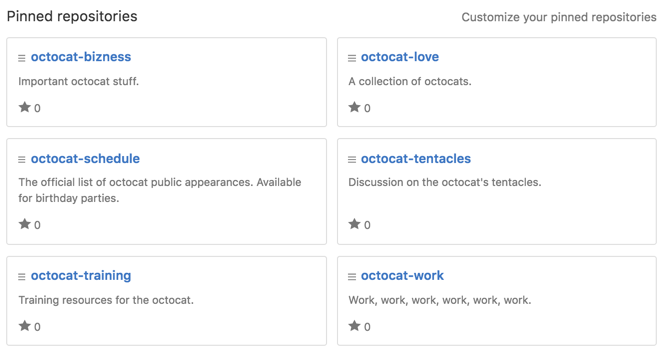 Pinned repositories
Customize your pinned repositories
octocat-bizness
Important octocat stuff.
0
octocat-love
A collection of octocats.
0
octocat-schedule
The official list of octocat public appearances. Available
for birthday parties.
0
octocat-tentacles
Discussion on the octocat's tentacles.
0
octocat-training
Training resources for the octocat.
0
octocat-work
Work, work, work, work, work, work.
0